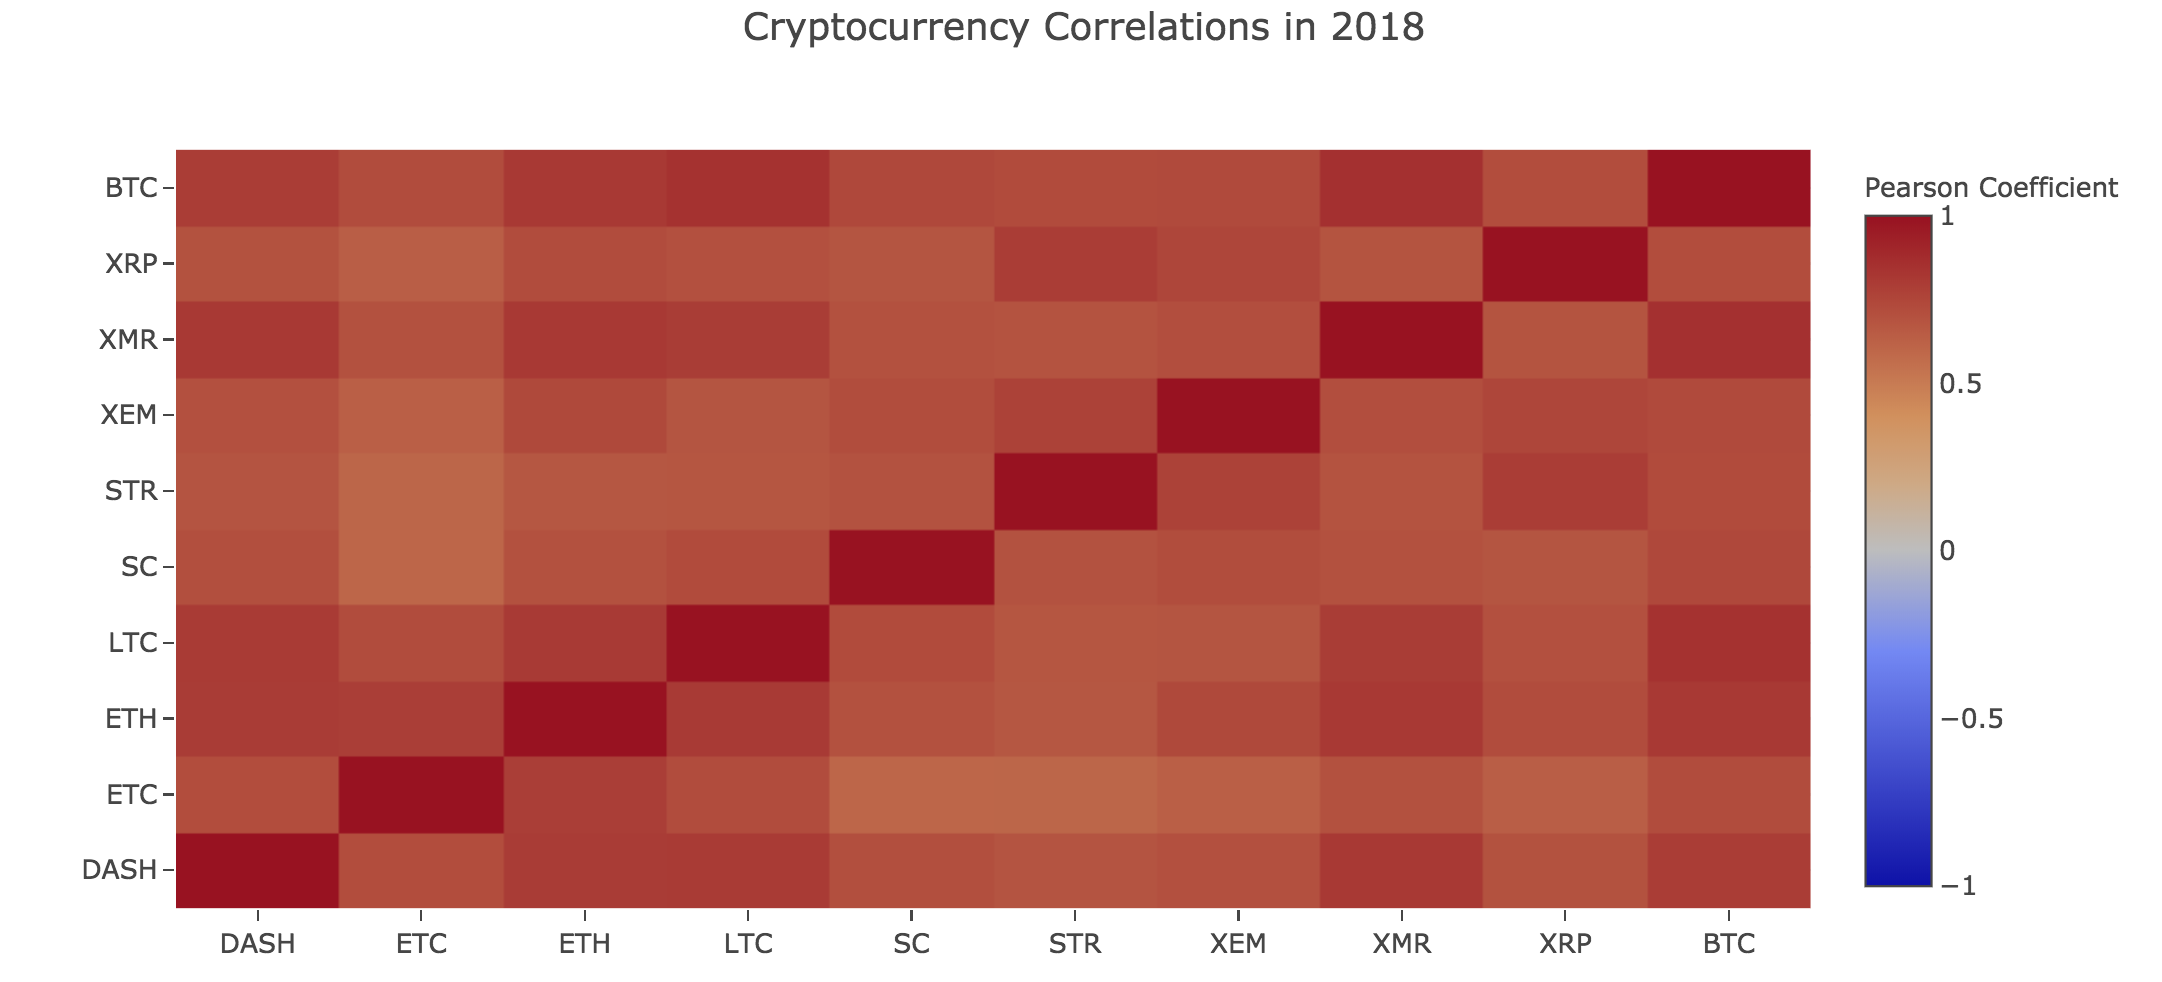 Cryptocurrency Correlations in 2018
BTC
XRP
XMR
XEM
STR
SC
LTC
ETH
ETC
DASH
DASH ETC ETH LTC SC STR XEM XMR XRP BTC
Pearson Coefficient
1
0.5
0
−0.5
−1